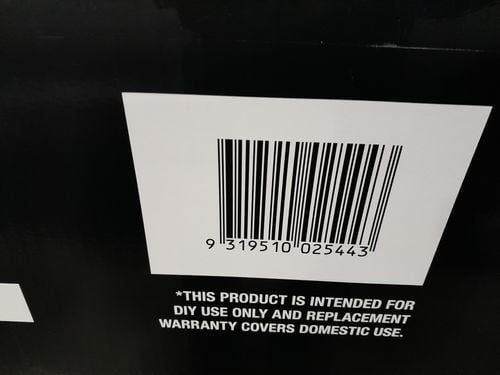 9 319510 025443
*THIS PRODUCT IS INTENDED FOR
DIY USE ONLY AND REPLACEMENT
WARRANTY COVERS DOMESTIC USE.